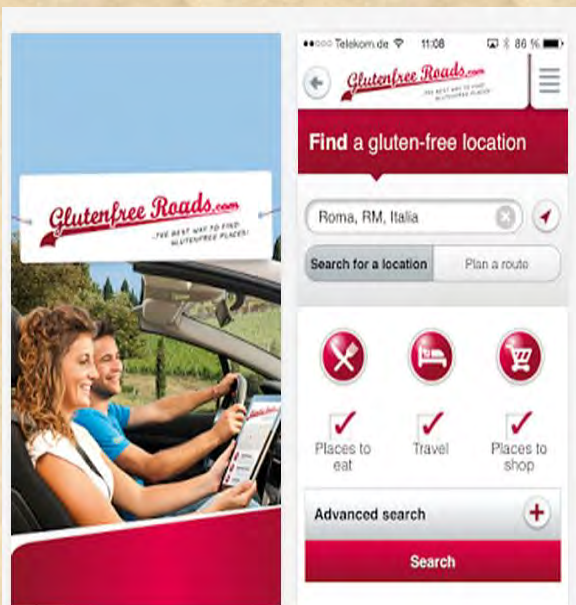 Glutenfree Roads.com
...THE BEST WAY TO FIND
GLUTENFREE PLACES!
Telekom.de 11:08 86 %
Glutenfree Roads.com
...THE BEST WAY TO FIND
GLUTENFREE PLACES!
Find a gluten-free location
Roma, RM, Italia
Search for a location Plan a route
Places to eat
Travel
Places to shop
Advanced search
Search